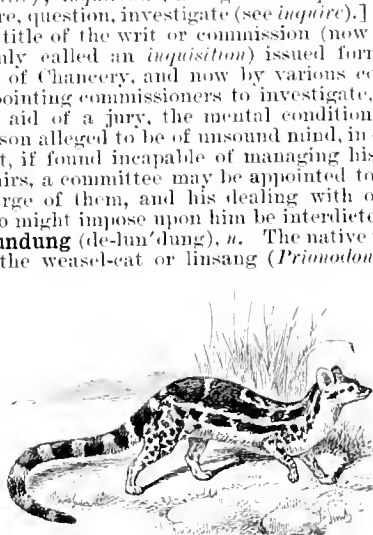 re, question, investigate (see inquire).]
title of the writ or commission (now
nly called an inquisition) issued form
of Chancery, and now by various co
pointing commissioners to investigate,
aid of a jury, the mental condition
son alleged to be of unsound mind, in
t, if found incapable of managing his
irs, a committee may be appointed to
rge of them, and his dealing with o
o might impose upon him be interdicte
undung (de-lun'dung), n. The native
the weasel-cat or linsang (Prionodon